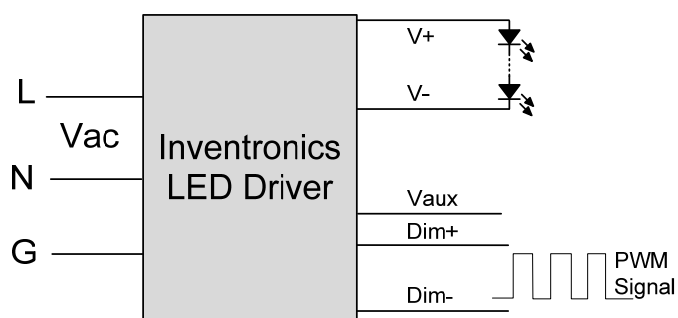 L
Vac
N
G
Inventronics
LED Driver
V+
V-
Vaux
Dim+
Dim-
PWM
Signal